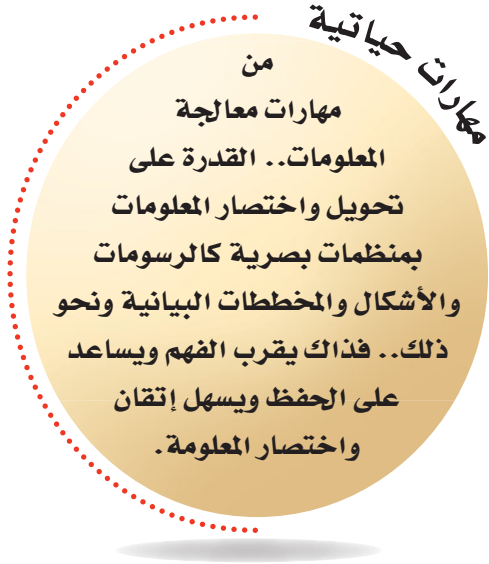 مهارات حياتية
من
مهارات معالجة
المعلومات.. القدرة على
تحويل واختصار المعلومات
بمنظمات بصرية كالرسومات
والأشكال والمخططات البيانية ونحو
ذلك.. فذاك يقرب الفهم ويساعد
على الحفظ ويسهل إتقان
واختصار المعلومة.